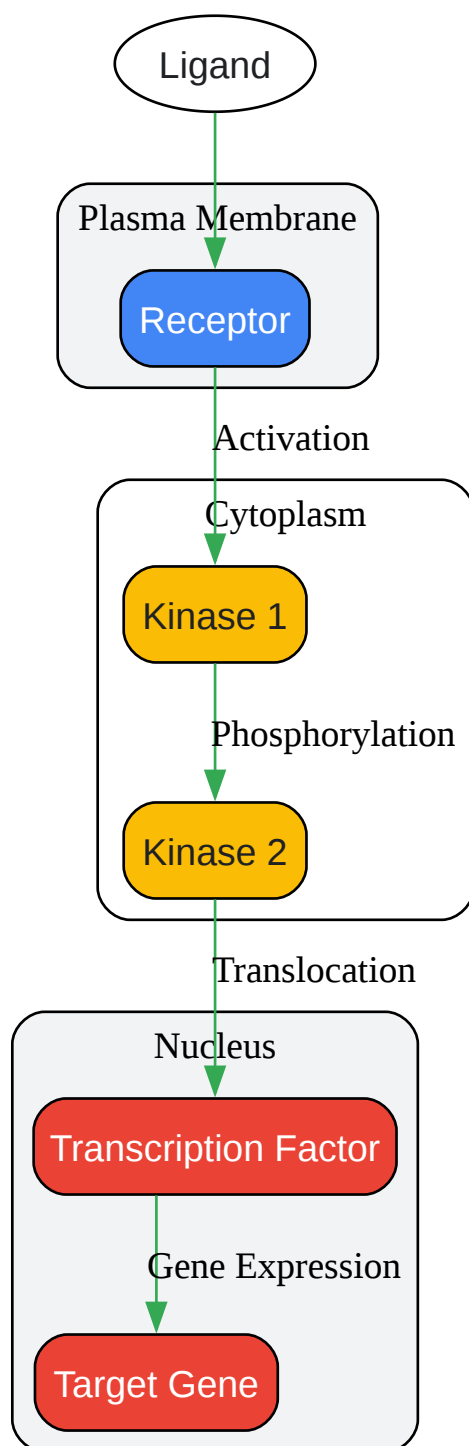 Ligand
Plasma Membrane
Receptor
Activation
Cytoplasm
Kinase 1
Phosphorylation
Kinase 2
Translocation
Nucleus
Transcription Factor
Gene Expression
Target Gene